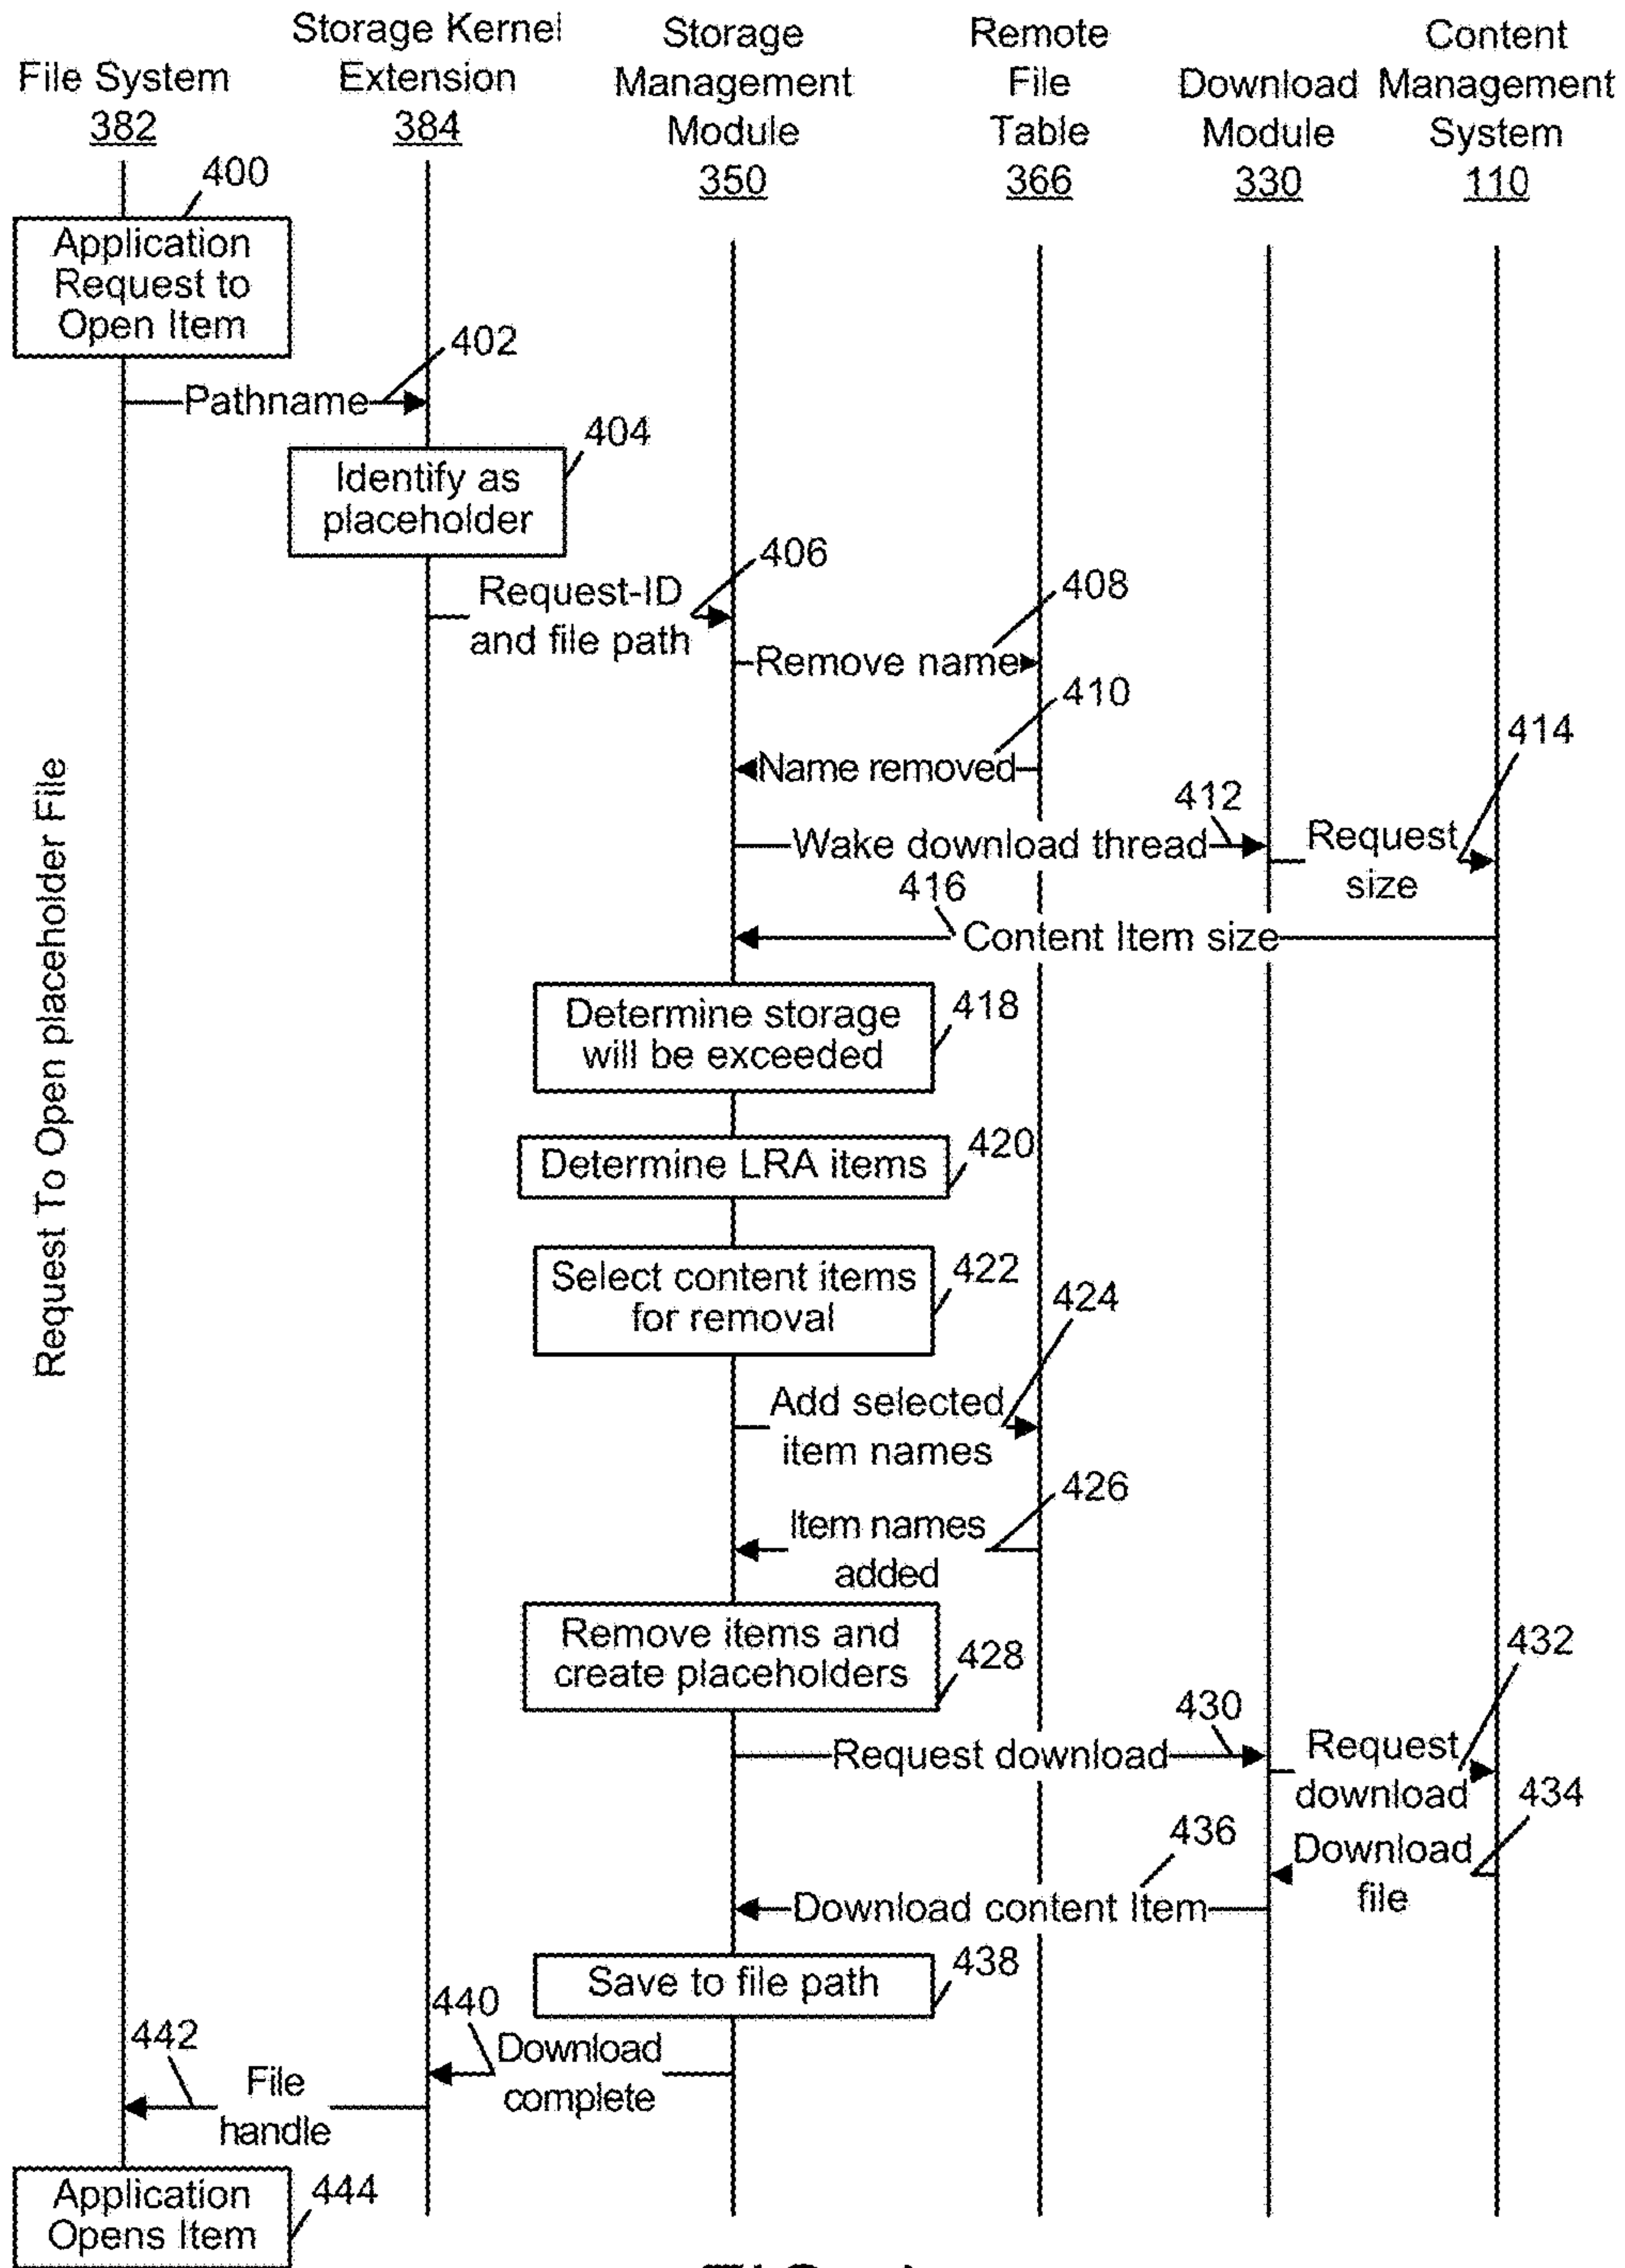 File System
382
Storage Kernel
Extension
384
Storage
Management
Module
350
Remote
File
Table
366
Download
Module
330
Content
Management
System
110
400
Application
Request to
Open Item
402
Pathname
404
Identify as
placeholder
406
Request-ID
and file path
408
Remove name
410
Name removed
412
Wake download thread
414
Request
size
416
Content Item size
Determine storage
will be exceeded
418
Determine LRA items
420
Select content items
for removal
422
424
Add selected
item names
426
Item names
added
Remove items and
create placeholders
428
430
Request download
432
Request
download
434
Download
file
436
Download content Item
Save to file path
438
440
Download
complete
442
File
handle
Application
Opens Item
444
Request To Open placeholder File